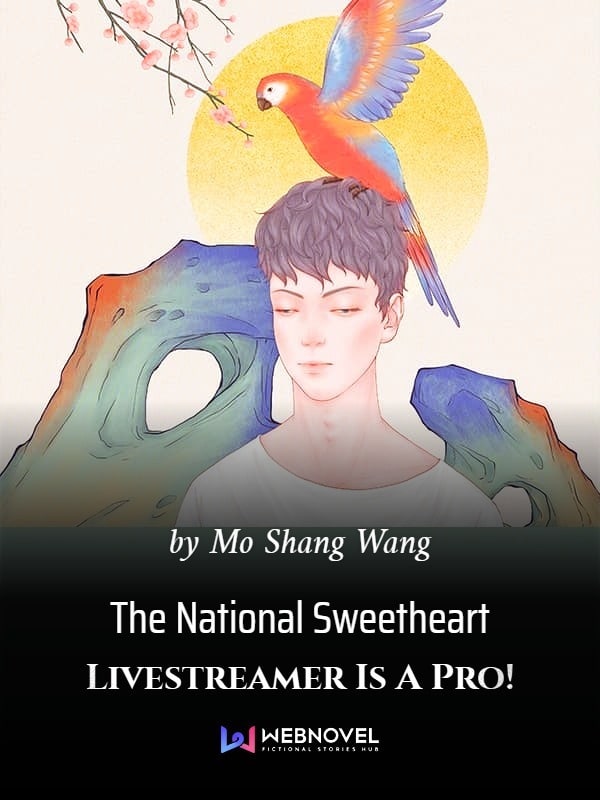 by Mo Shang Wang
The National Sweetheart
Livestreamer Is A Pro!
WEBNOVEL
FICTIONAL STORIES HUB